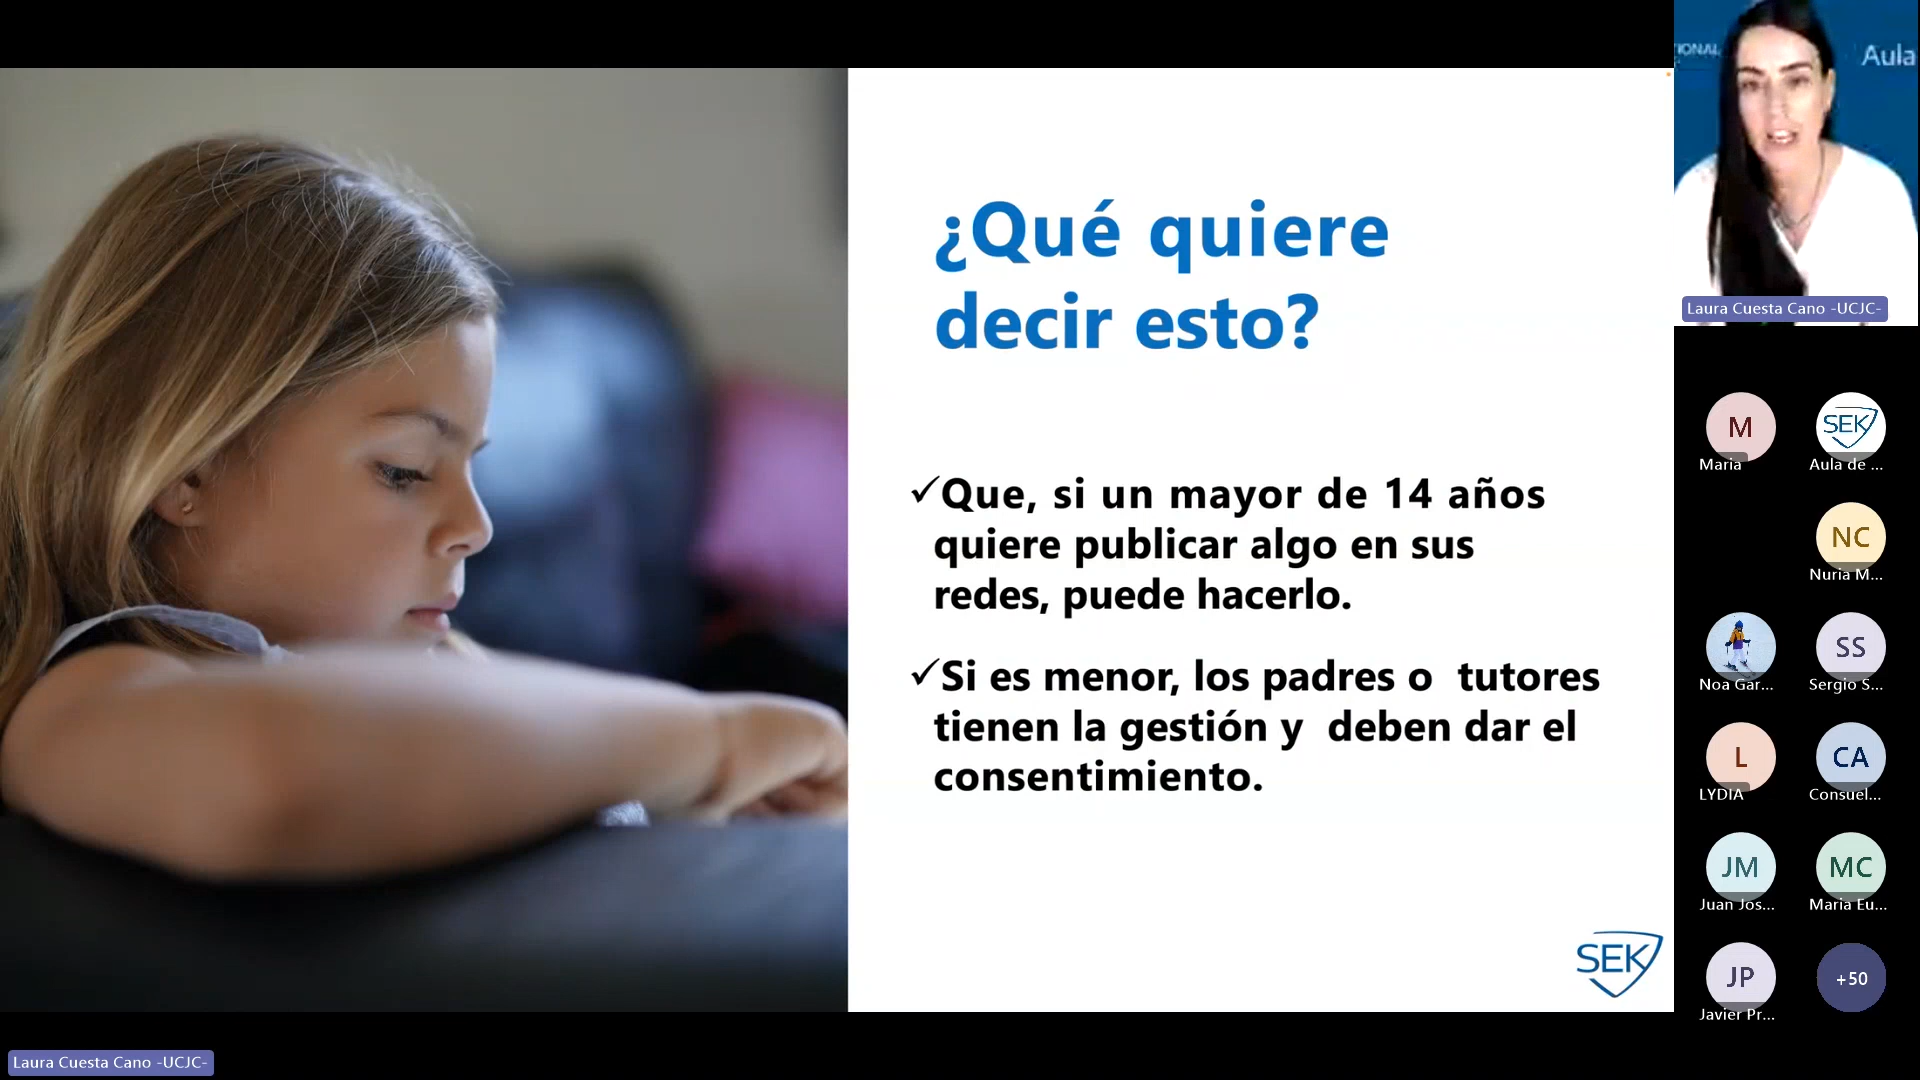 ¿Qué quiere
decir esto?
✓Que, si un mayor de 14 años
quiere publicar algo en sus
redes, puede hacerlo.
✓Si es menor, los padres o  tutores
tienen la gestión y  deben dar el
consentimiento.
SEK
Laura Cuesta Cano -UCJC-
IONAL
Aula
Laura Cuesta Cano -UCJC-
M
Maria
SEK
Aula de ...
NC
Nuria M...
Noa Gar...
SS
Sergio S...
L
LYDIA
CA
Consuel...
JM
Juan Jos...
MC
Maria Eu...
JP
Javier Pr...
+50